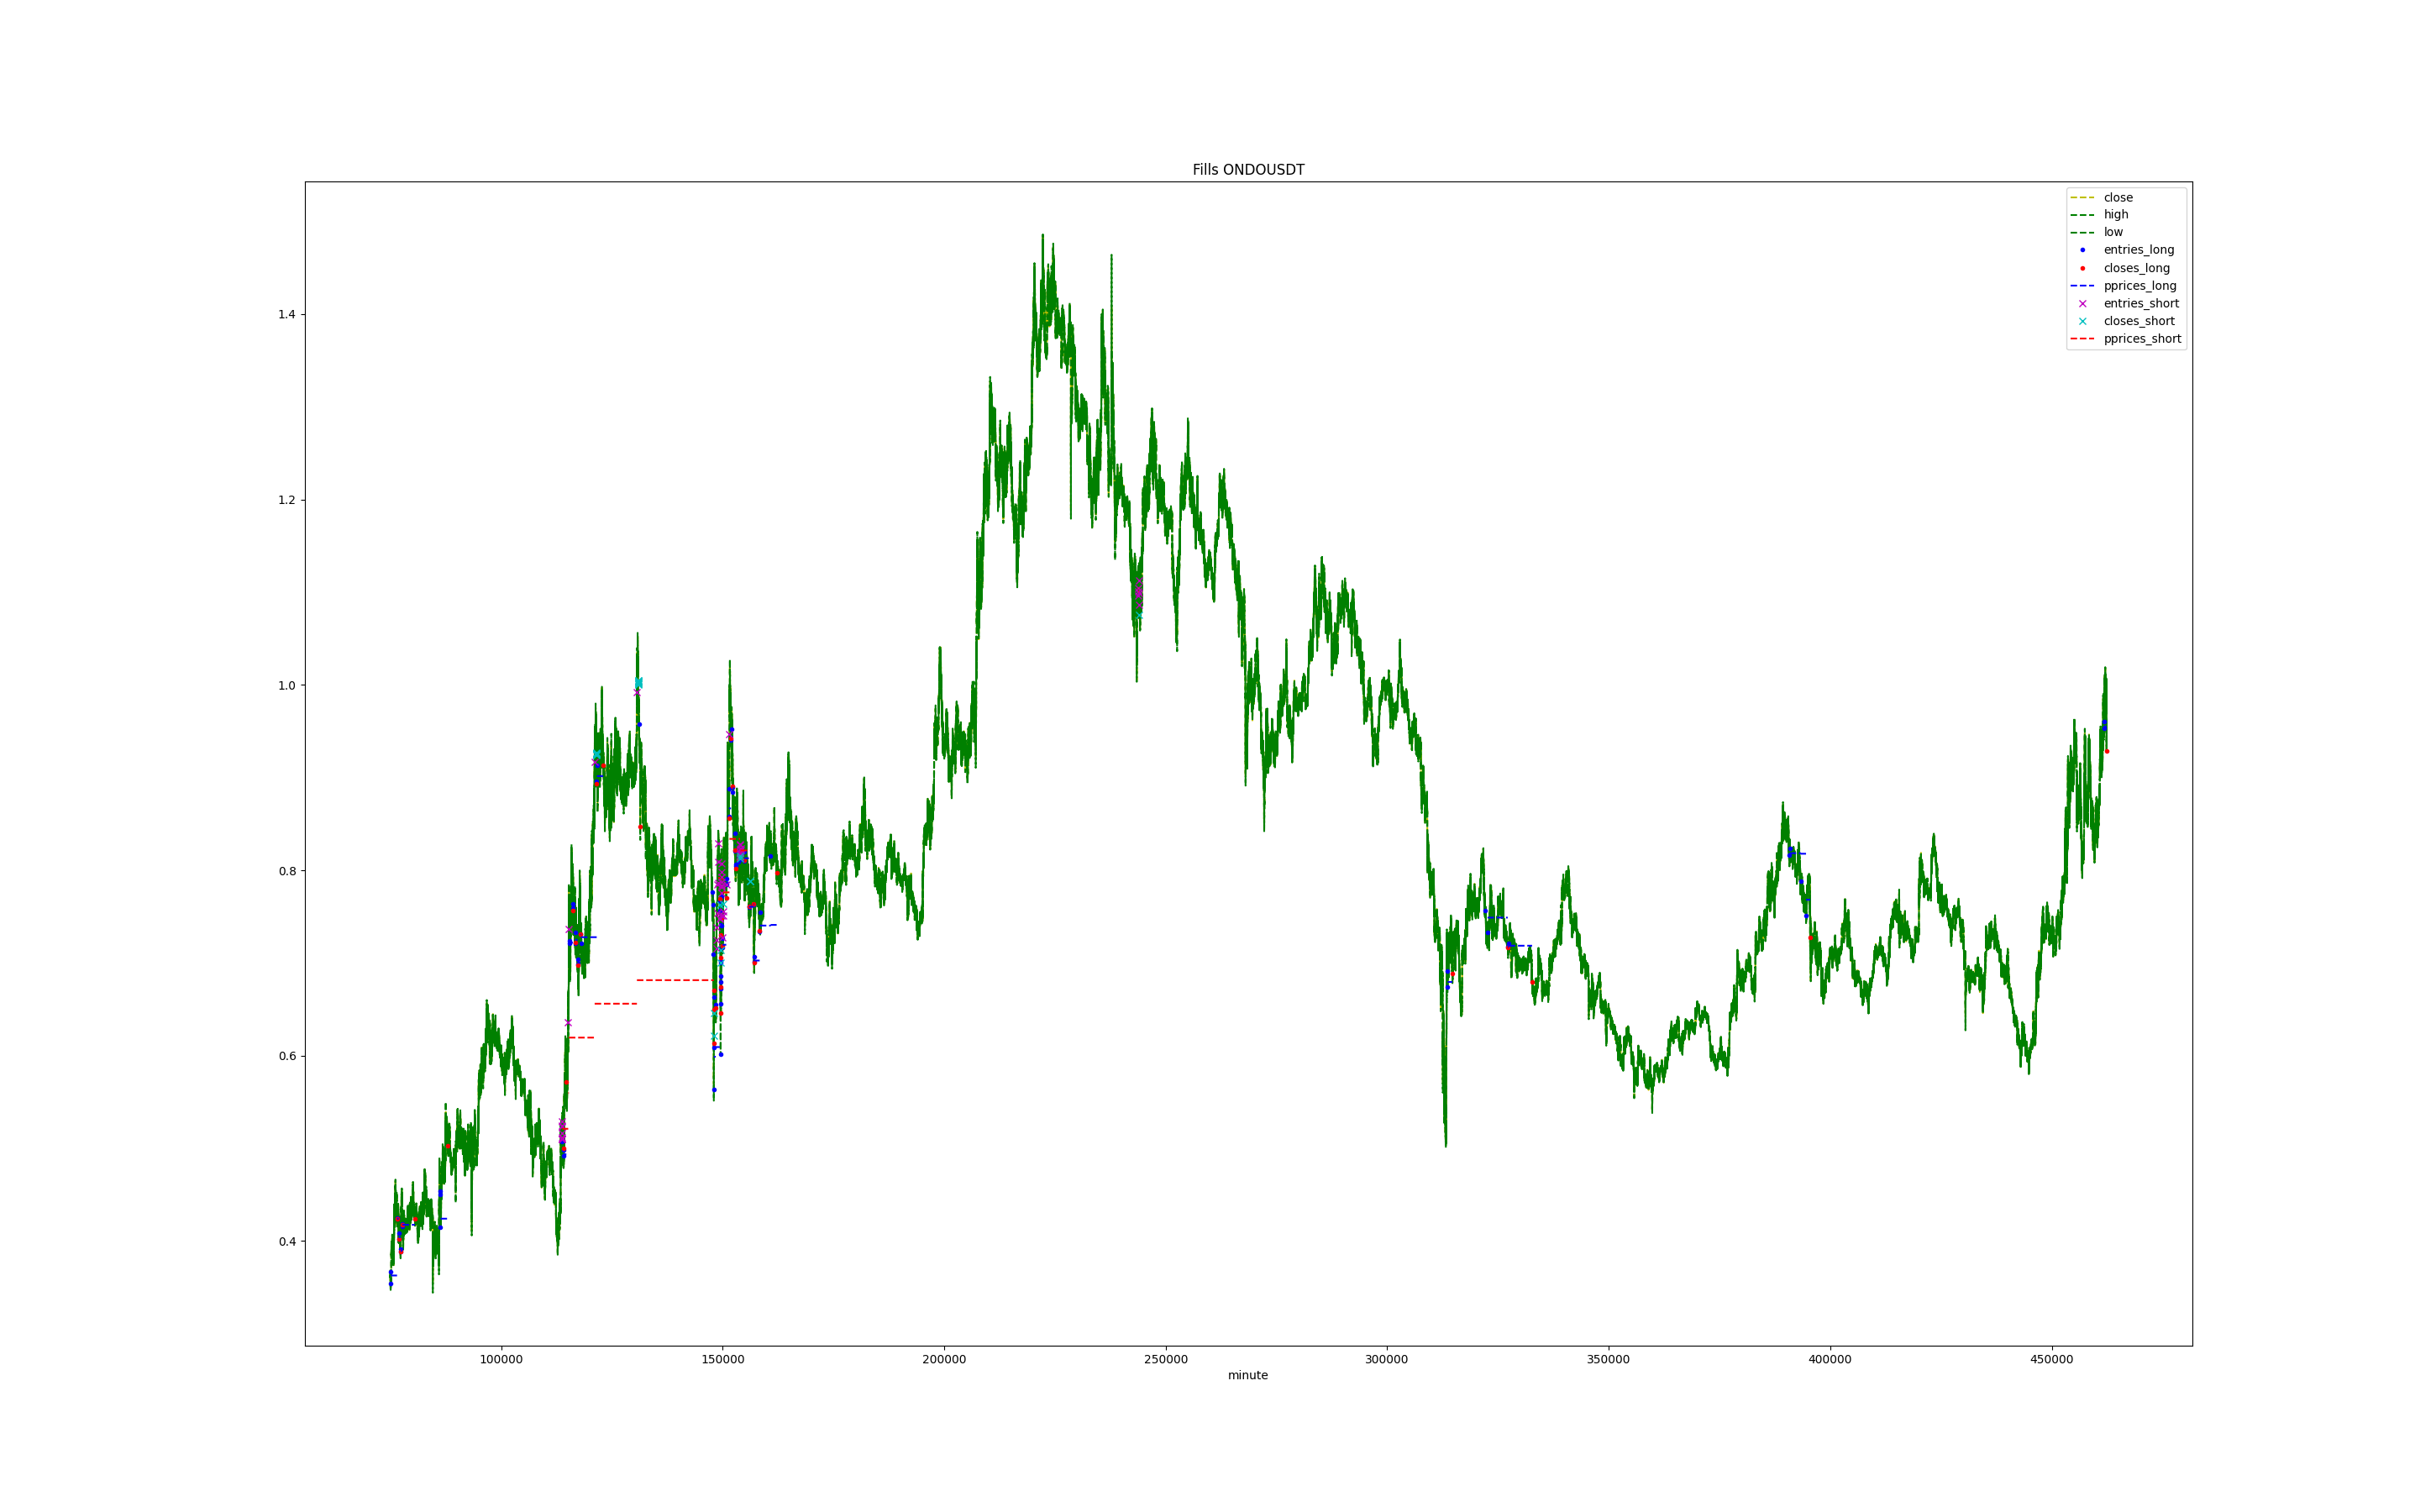 Fills ONDOUSDT
close
high
low
entries_long
closes_long
pprices_long
entries_short
closes_short
pprices_short
1.4
1.2
1.0
0.8
0.6
0.4
100000 150000 200000 250000 300000 350000 400000 450000
minute